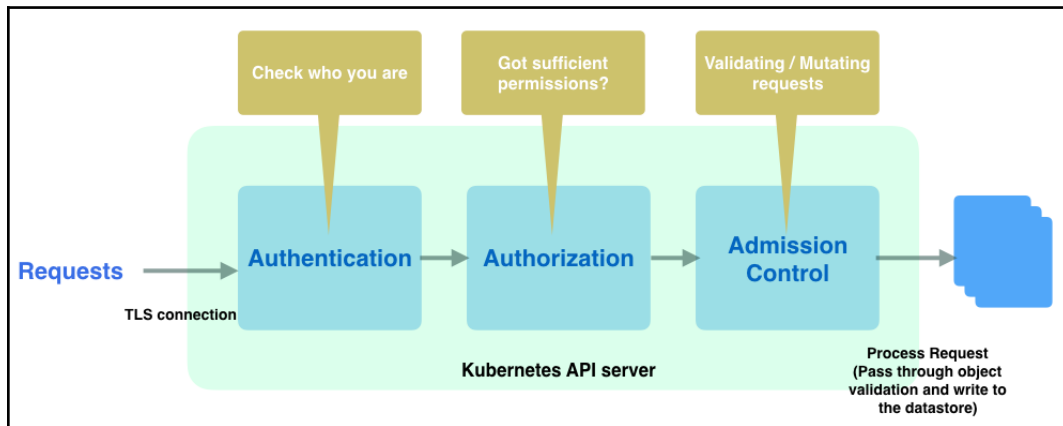 Check who you are
Got sufficient
permissions?
Validating / Mutating
requests
Requests
TLS connection
Authentication
Authorization
Admission
Control
Kubernetes API server
Process Request
(Pass through object
validation and write to
the datastore)